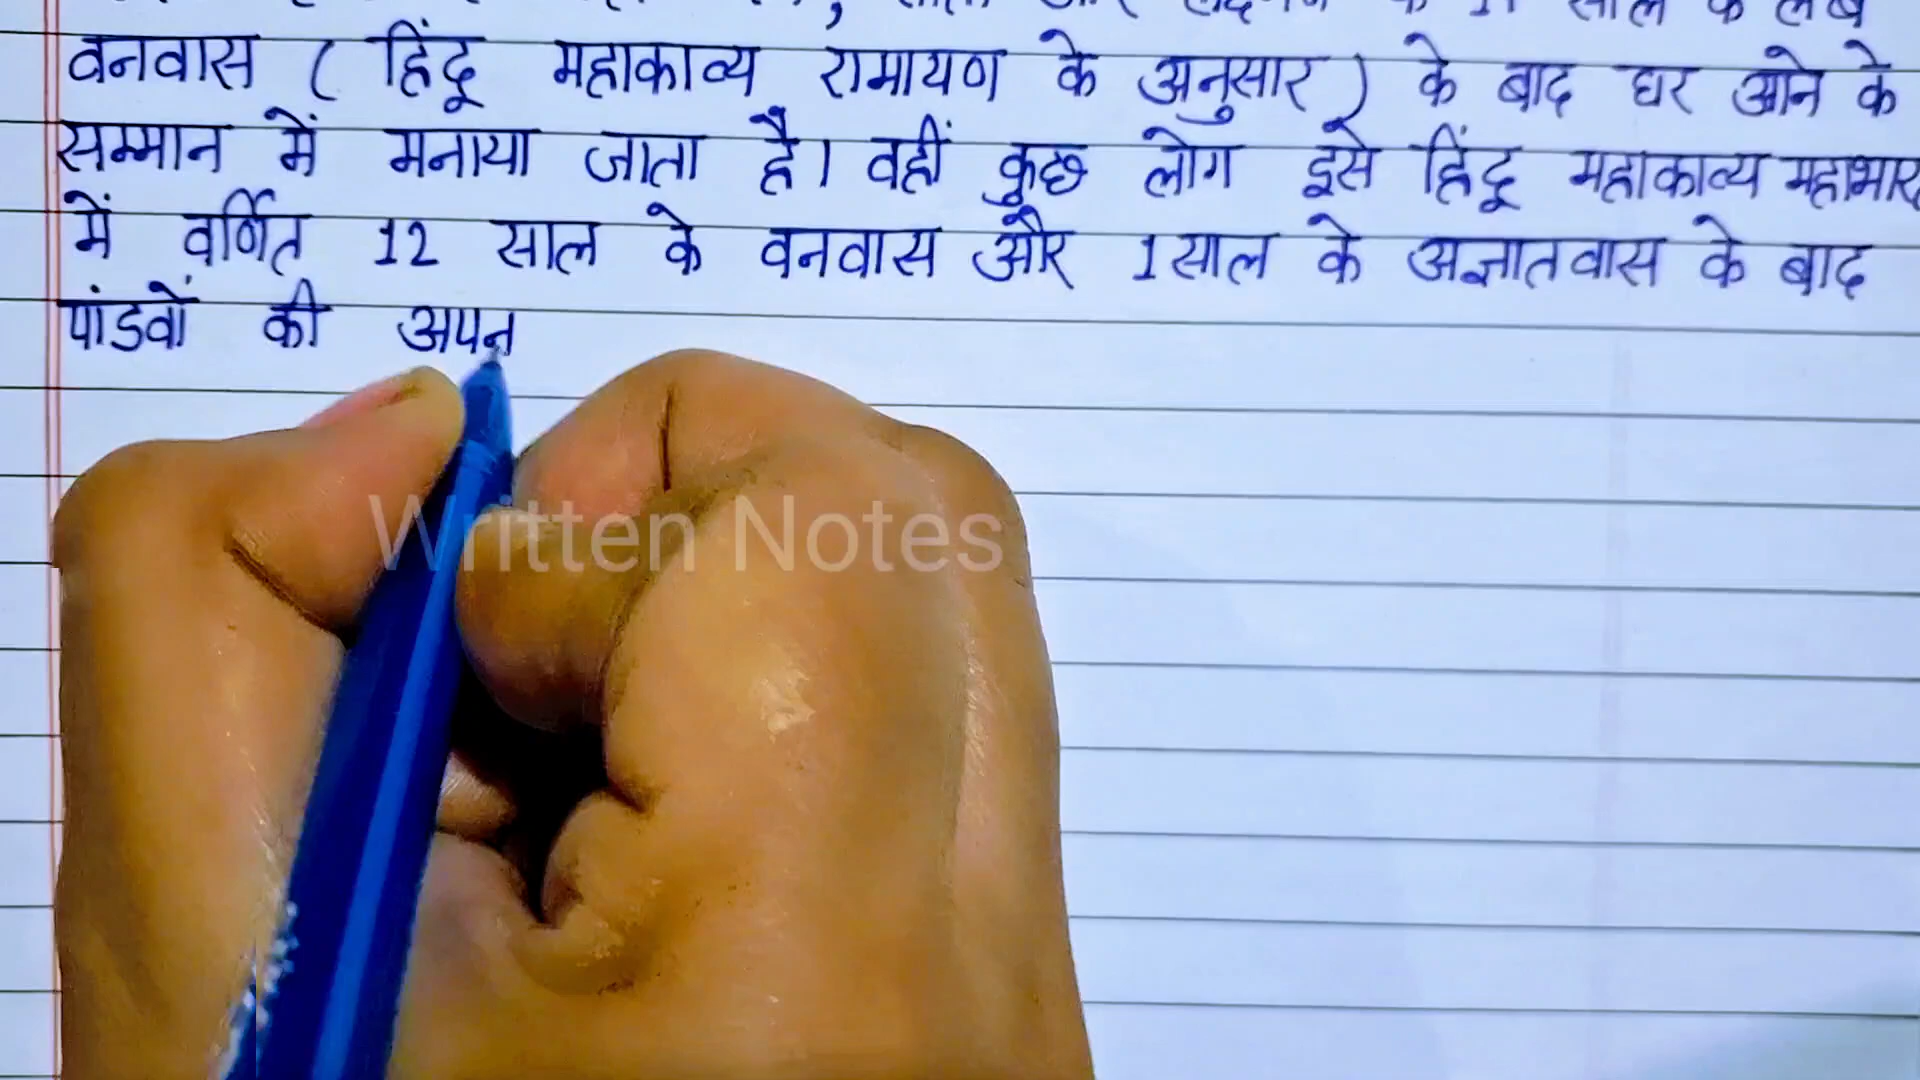 वनवास ( हिंदू महाकाव्य रामायण के अनुसार ) के बाद घर आने के
सम्मान में मनाया जाता है। वहीं कुछ लोग इसे हिंदू महाकाव्य महाभार
में वर्णित 12 साल के वनवास और 1 साल के अज्ञातवास के बाद
पांडवों की अपन
Written Notes